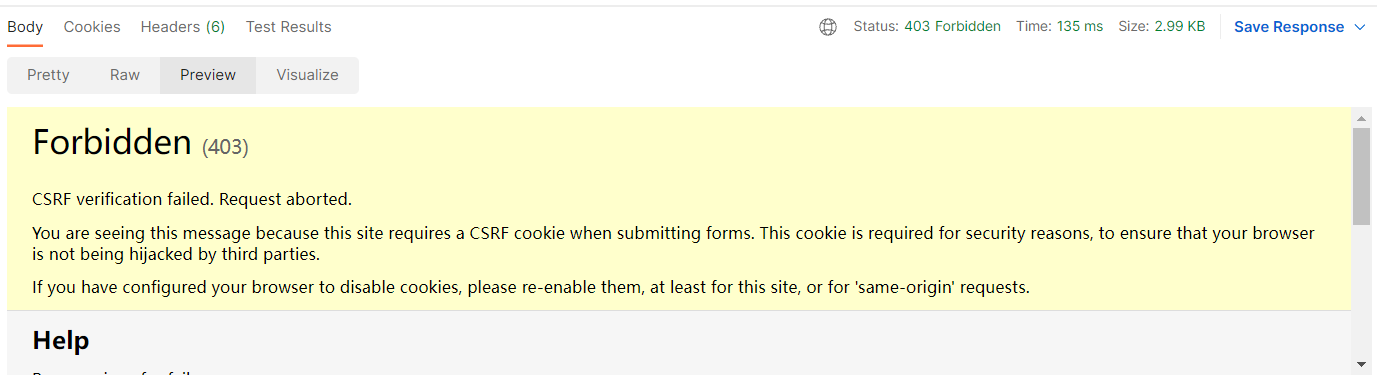 Body Cookies Headers (6) Test Results Status: 403 Forbidden Time: 135 ms Size: 2.99 KB Save Response
Pretty Raw Preview Visualize
Forbidden (403)
CSRF verification failed. Request aborted.
You are seeing this message because this site requires a CSRF cookie when submitting forms. This cookie is required for security reasons, to ensure that your browser
is not being hijacked by third parties.
If you have configured your browser to disable cookies, please re-enable them, at least for this site, or for 'same-origin' requests.
Help